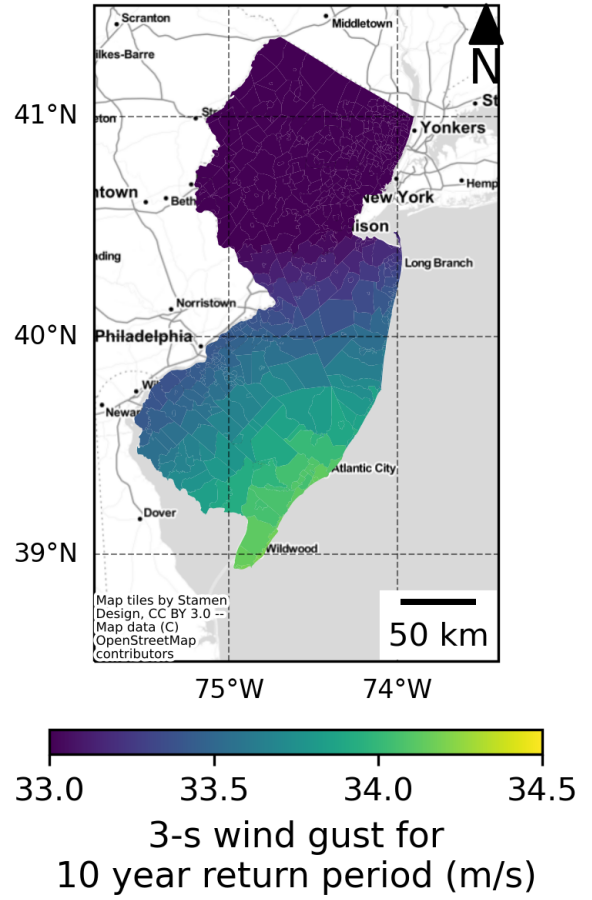 Scranton
Middletown
ilkes-Barre
N
41°N
eton
St
Yonkers
ntown
Beth
Hemp
New York
ison
ding
Long Branch
Norristown
40°N
Philadelphia
Wi
Newar
Atlantic City
Dover
39°N
Wildwood
Map tiles by Stamen
Design, CC BY 3.0 --
Map data (C)
OpenStreetMap
contributors
50 km
75°W
74°W
33.0
33.5
34.0
34.5
3-s wind gust for
10 year return period (m/s)